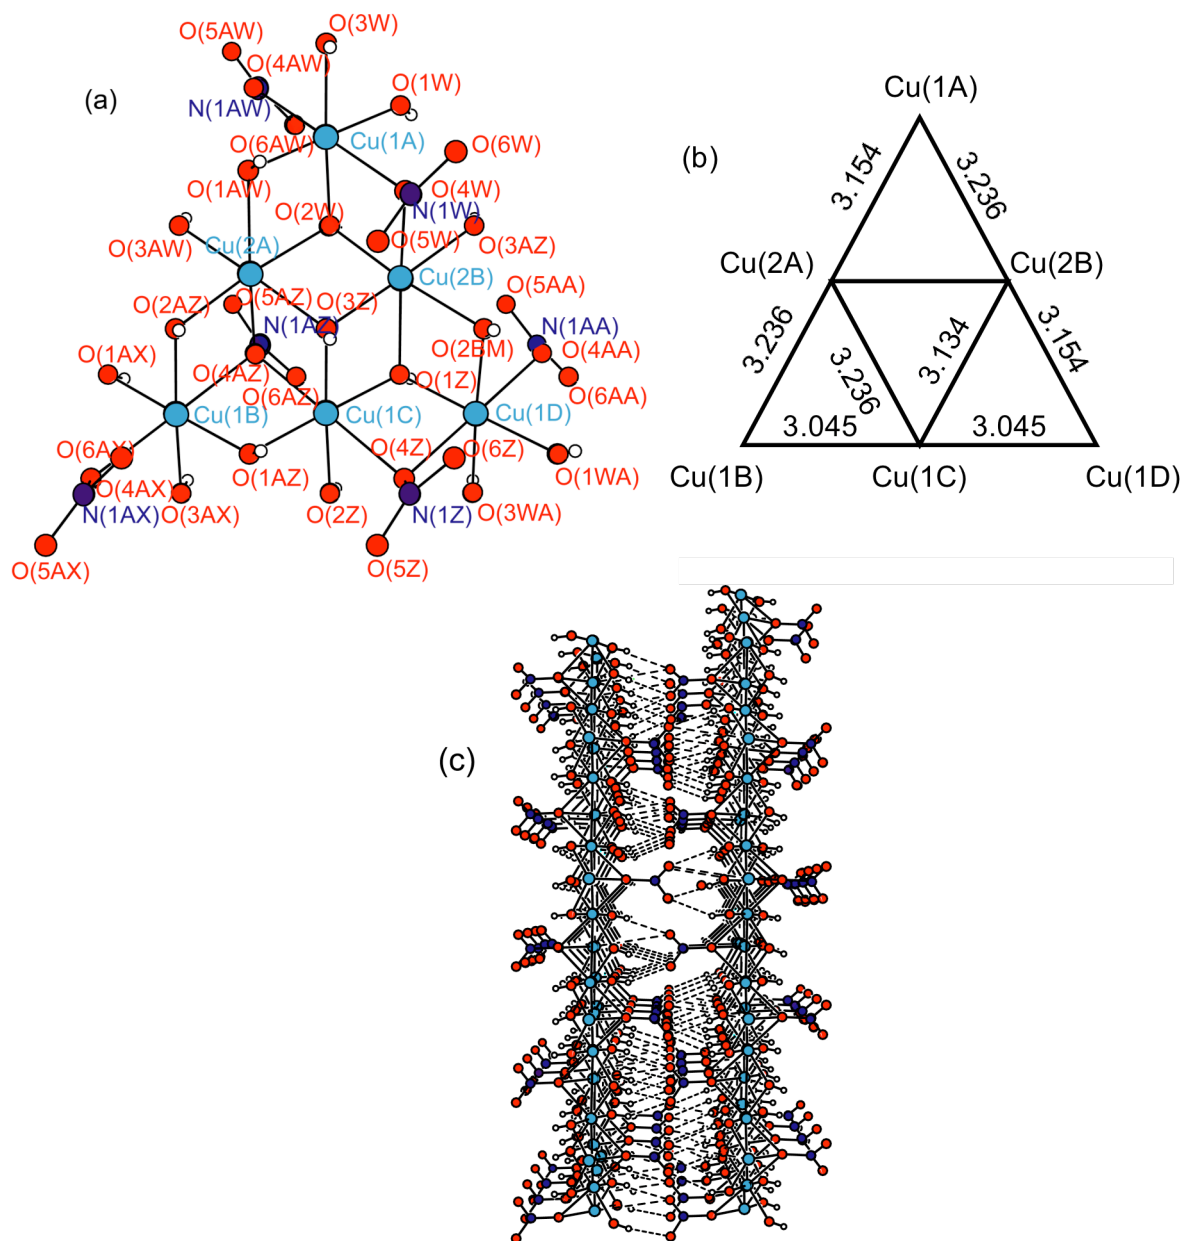 O(5AW)
O(3W)
O(4AW)
(a)
N(1AW)
O(1W)
O(6AW)
Cu(1A)
O(6W)
O(1AW)
O(4W)
O(2W)
N(1W)
O(3AW)
Cu(2A)
O(5W)
O(3AZ)
Cu(2B)
O(2AZ)
O(5AZ)
O(3Z)
O(5AA)
N(1AZ)
N(1AA)
O(1AX)
O(2BM)
O(4AA)
O(4AZ)
O(1Z)
O(6AZ)
O(6AA)
Cu(1B)
Cu(1C)
Cu(1D)
O(6AX)
O(4Z)
O(6Z)
O(1AZ)
O(1WA)
O(4AX)
N(1AX)
O(3AX)
O(2Z)
N(1Z)
O(3WA)
O(5AX)
O(5Z)
(b)
Cu(1A)
3.154
3.236
Cu(2A)
Cu(2B)
3.236
3.236
3.134
3.154
3.045
3.045
Cu(1B)
Cu(1C)
Cu(1D)
(c)